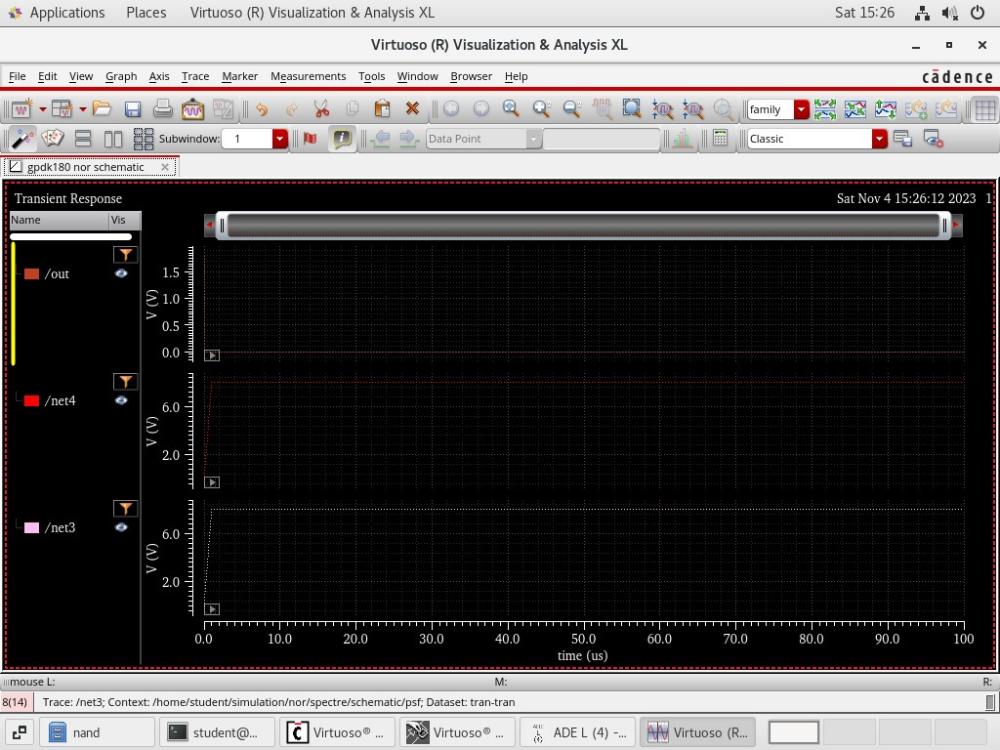 Applications Places Virtuoso (R) Visualization & Analysis XL Sat 15:26
Virtuoso (R) Visualization & Analysis XL
File Edit View Graph Axis Trace Marker Measurements Tools Window Browser Help cādence
family
Subwindow: 1 Data Point Classic
gpdk180 nor schematic
Transient Response Sat Nov 4 15:26:12 2023 1
Name Vis
/out
V (V)
1.5
1.0
0.5
0.0
/net4
V (V)
6.0
2.0
/net3
V (V)
6.0
2.0
0.0 10.0 20.0 30.0 40.0 50.0 60.0 70.0 80.0 90.0 100
time (us)
mouse L: M: R:
8(14) Trace: /net3; Context: /home/student/simulation/nor/spectre/schematic/psf; Dataset: tran-tran
nand student@... Virtuoso® ... Virtuoso® ... ADE L (4) -... Virtuoso (R...